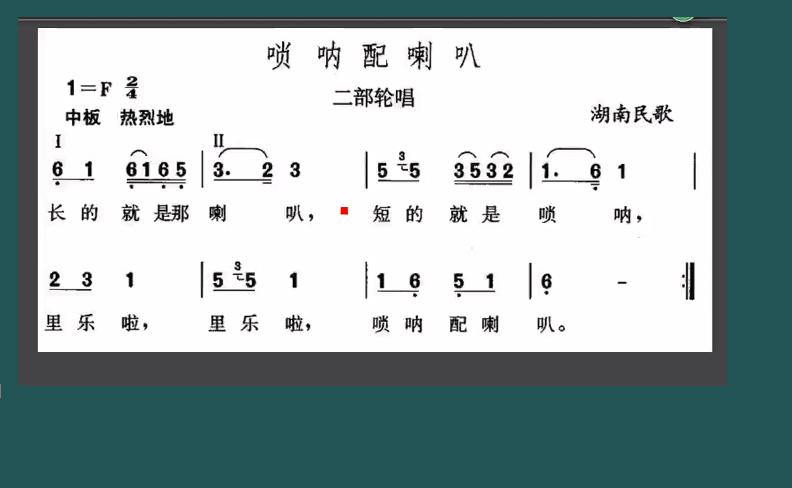 唢呐配喇叭
1=F 2/4
二部轮唱
中板 热烈地
湖南民歌
I II
6 1 6165 | 3. 2 3 | 5 3 5 3532 | 1. 6 1 |
长的 就是那 喇 叭， 短的 就是 唢 呐，
2 3 1 | 5 3 5 1 | 1 6 5 1 | 6 - :‖
里乐 啦， 里乐 啦， 唢呐 配喇 叭。